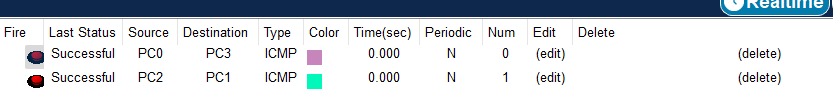 Realtime
Fire Last Status Source Destination Type Color Time(sec) Periodic Num Edit Delete
Successful PC0 PC3 ICMP 0.000 N 0 (edit) (delete)
Successful PC2 PC1 ICMP 0.000 N 1 (edit) (delete)